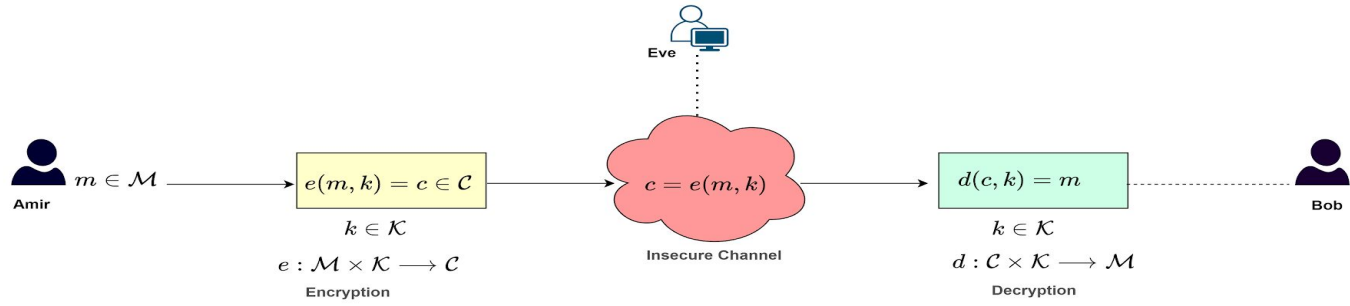 Eve
Amir
m ∈ ℳ
e(m, k) = c ∈ 𝒞
k ∈ 𝒦
e : ℳ × 𝒦 ⟶ 𝒞
Encryption
c = e(m, k)
Insecure Channel
d(c, k) = m
k ∈ 𝒦
d : 𝒞 × 𝒦 ⟶ ℳ
Decryption
Bob